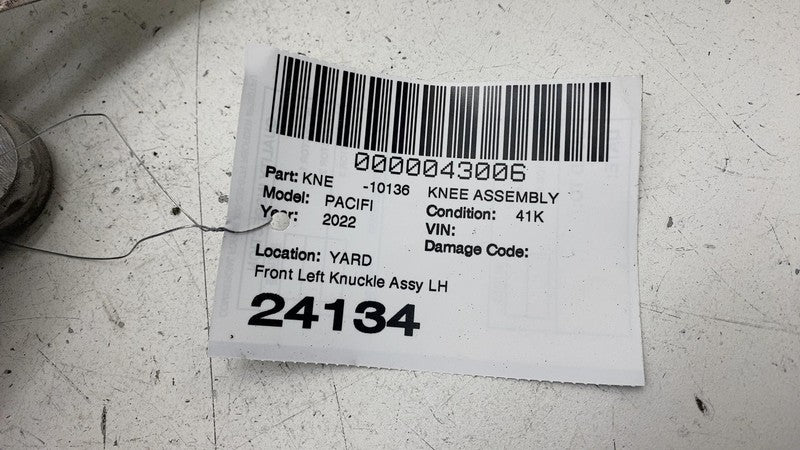 0000043006
Part: KNE -10136 KNEE ASSEMBLY
Model: PACIFI Condition: 41K
Year: 2022 VIN:
Damage Code:
Location: YARD
Front Left Knuckle Assy LH
24134